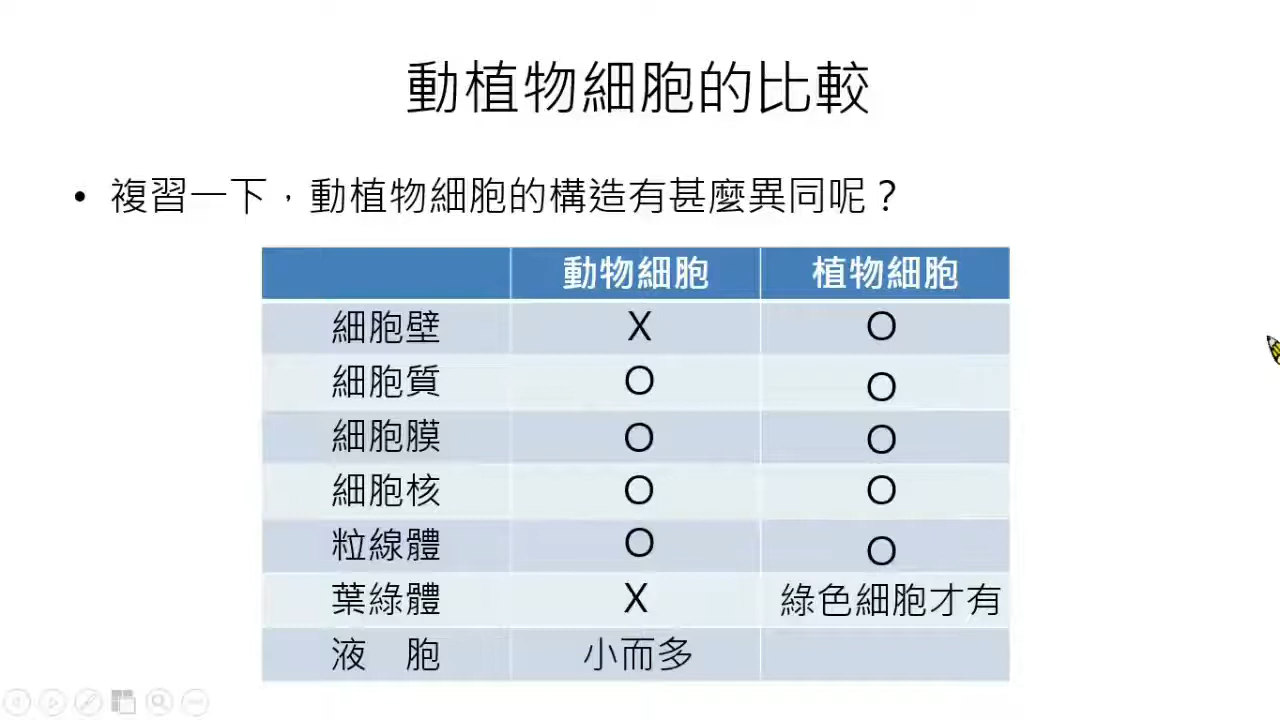 動植物細胞的比較
• 複習一下，動植物細胞的構造有甚麼異同呢？
動物細胞 植物細胞
細胞壁 X O
細胞質 O O
細胞膜 O O
細胞核 O O
粒線體 O O
葉綠體 X 綠色細胞才有
液　胞 小而多